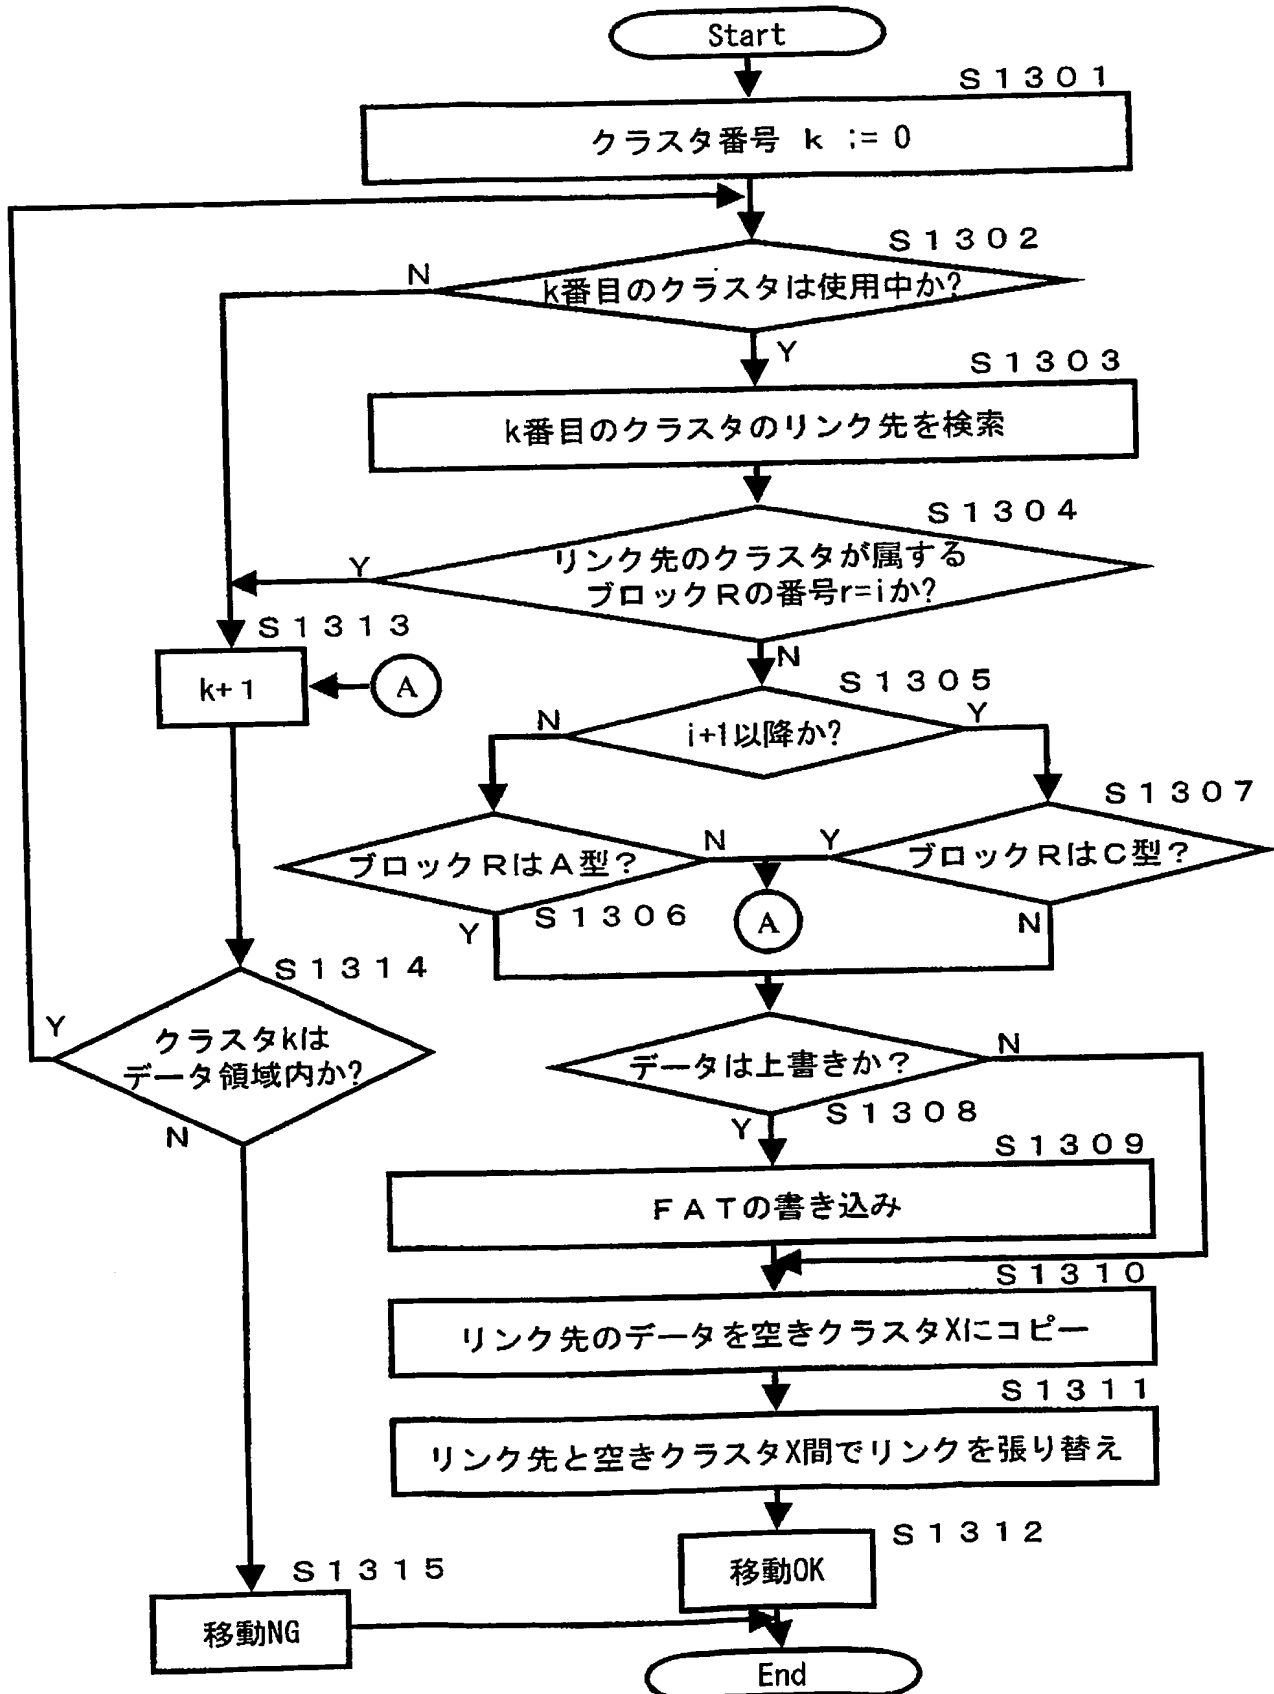 Start
S1301
クラスタ番号 k := 0
S1302
N
k番目のクラスタは使用中か?
Y
S1303
k番目のクラスタのリンク先を検索
S1304
Y
リンク先のクラスタが属する
ブロックRの番号r=iか?
S1313
N
k+1
A
S1305
N
i+1以降か?
Y
S1307
ブロックRはA型?
N
Y
ブロックRはC型?
S1306
A
Y
N
S1314
Y
クラスタkは
データ領域内か?
N
データは上書きか?
N
S1308
Y
S1309
FATの書き込み
S1310
リンク先のデータを空きクラスタXにコピー
S1311
リンク先と空きクラスタX間でリンクを張り替え
S1312
移動OK
S1315
移動NG
End